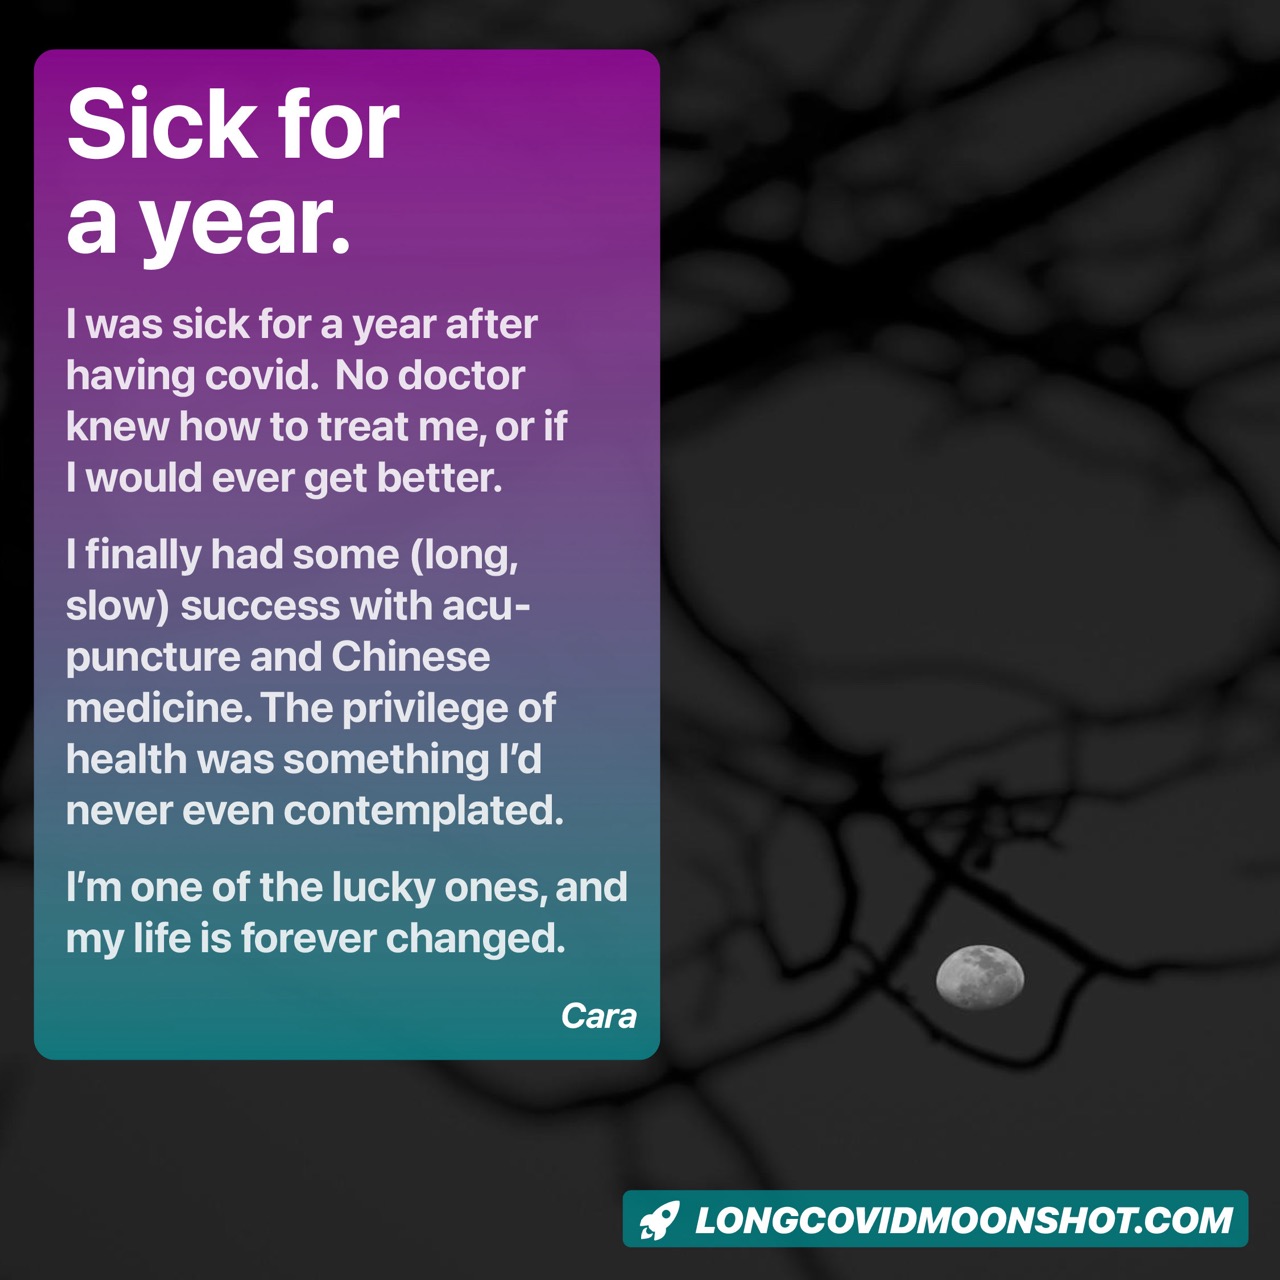 Sick for
a year.
I was sick for a year after
having covid.  No doctor
knew how to treat me, or if
I would ever get better.
I finally had some (long,
slow) success with acu-
puncture and Chinese
medicine. The privilege of
health was something I’d
never even contemplated.
I’m one of the lucky ones, and
my life is forever changed.
Cara
LONGCOVIDMOONSHOT.COM